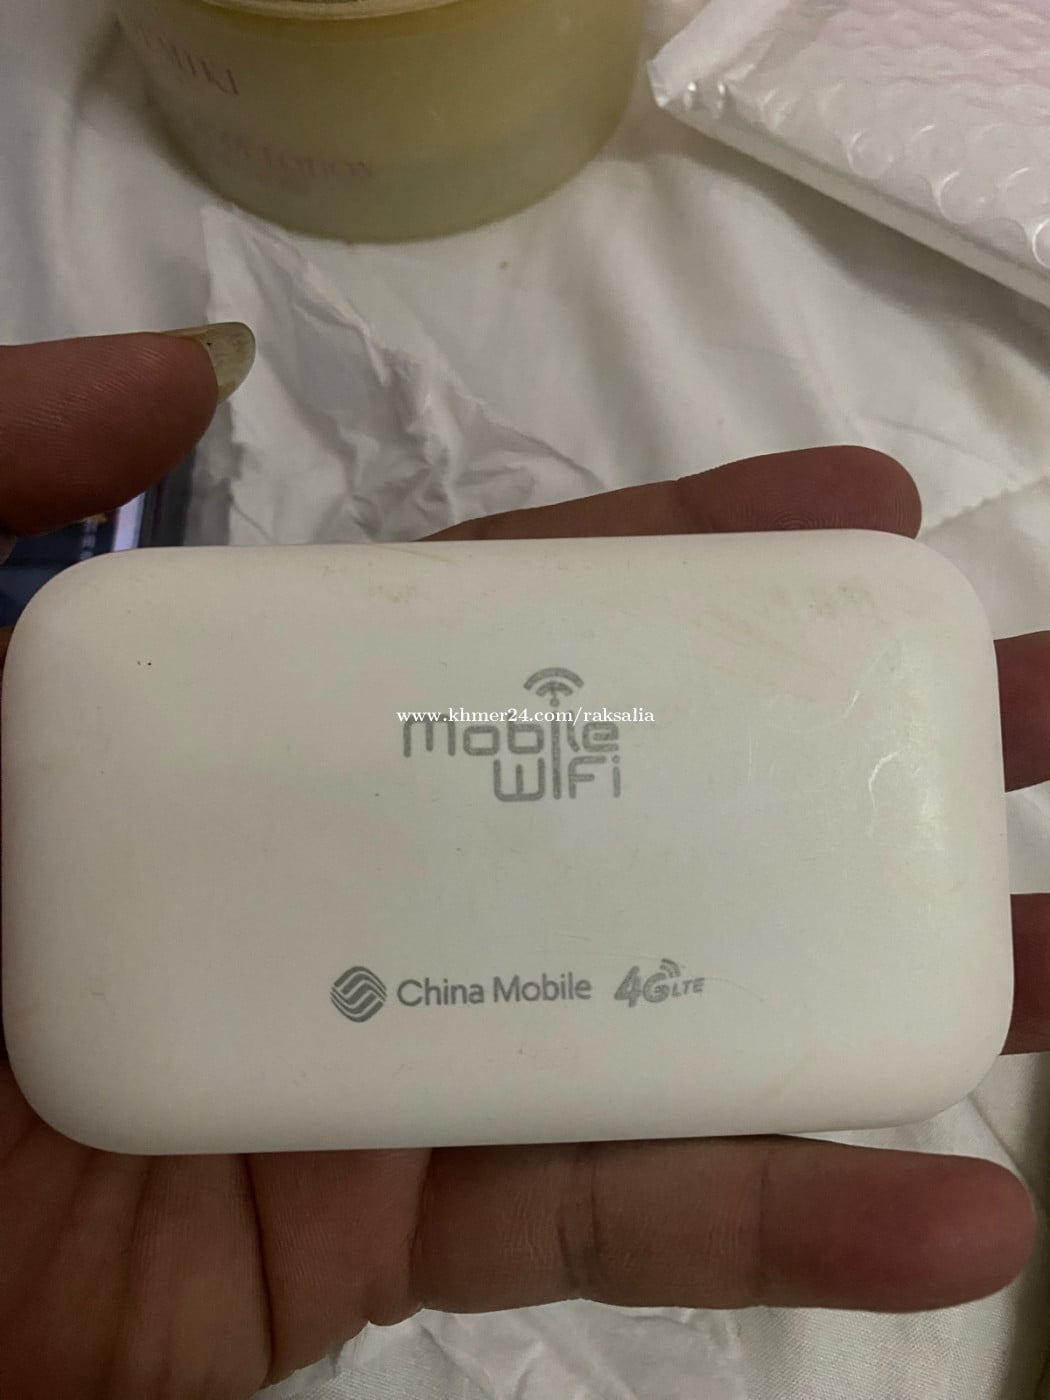 www.khmer24.com/raksalia
mobile
WiFi
China Mobile 4G LTE